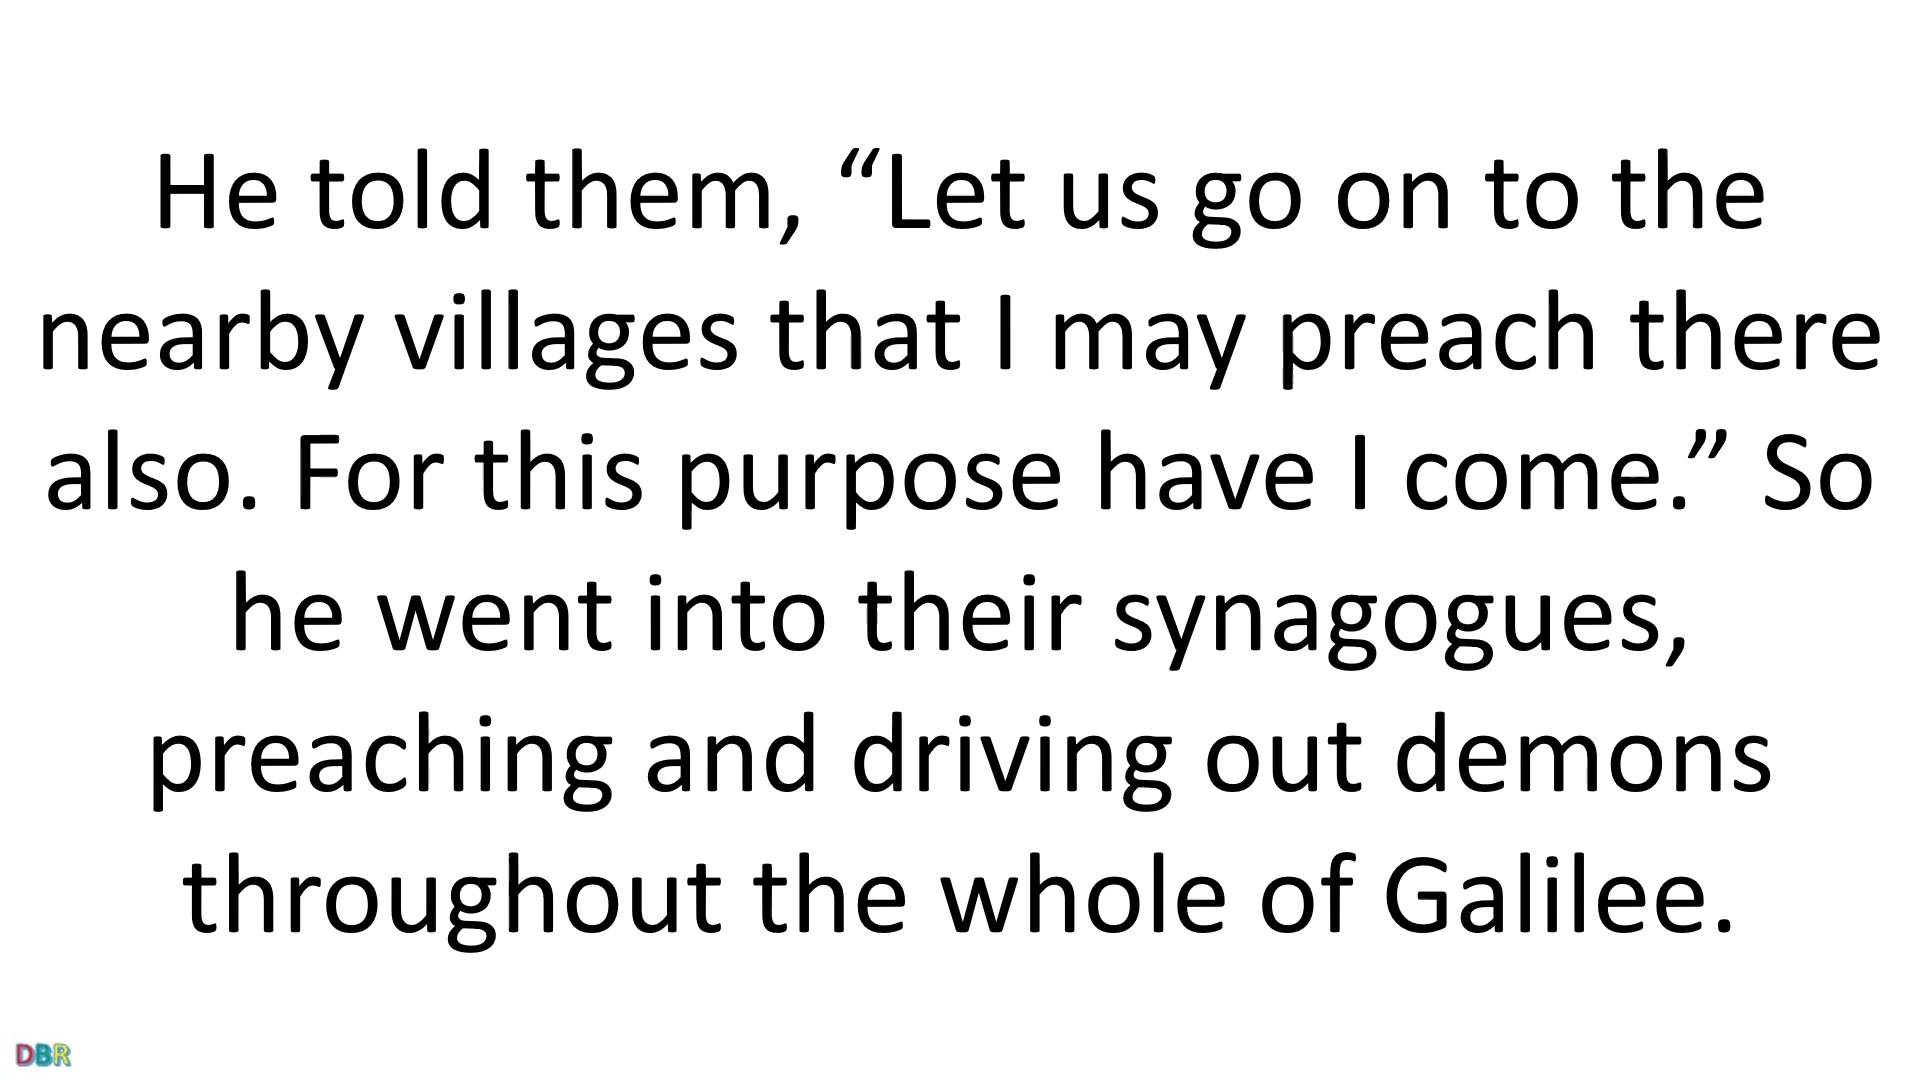 He told them, “Let us go on to the
nearby villages that I may preach there
also. For this purpose have I come.” So
he went into their synagogues,
preaching and driving out demons
throughout the whole of Galilee.
DBR